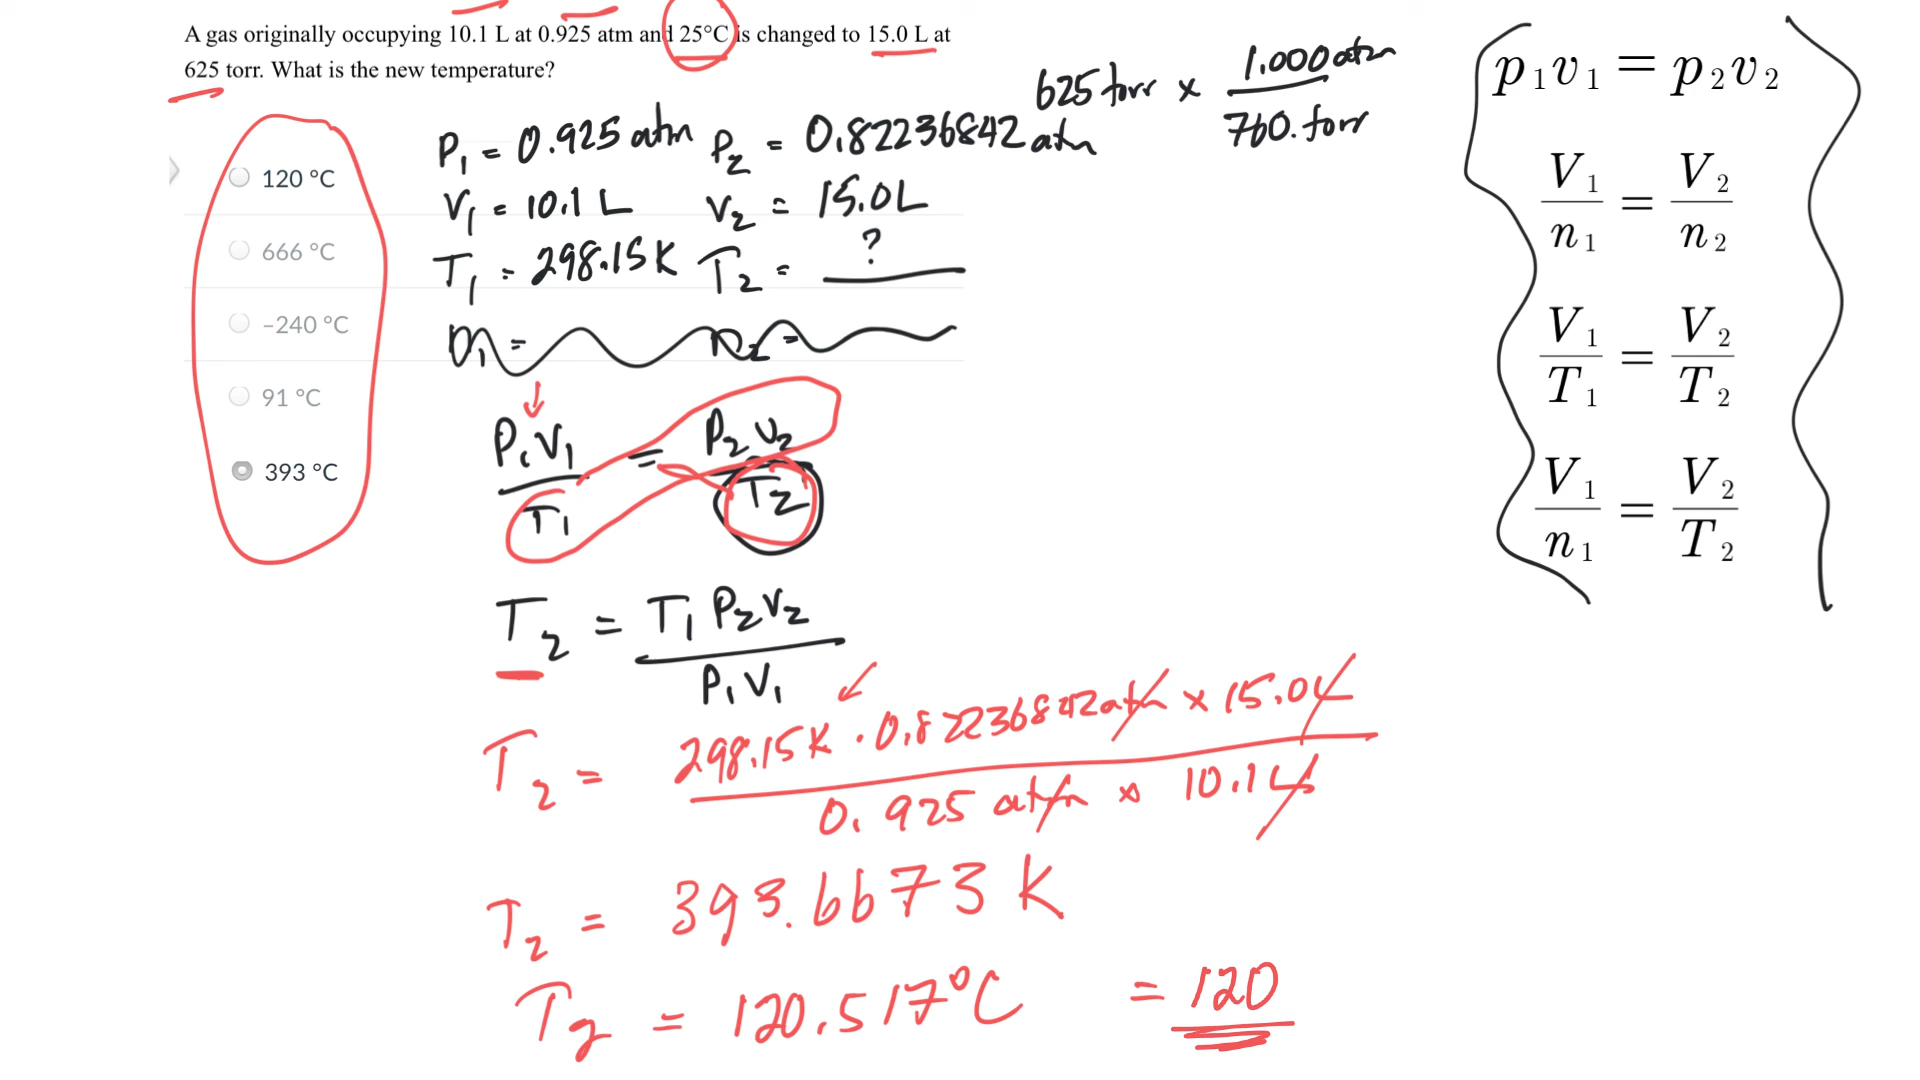 A gas originally occupying 10.1 L at 0.925 atm and 25°C is changed to 15.0 L at
625 torr. What is the new temperature?
120 °C
666 °C
-240 °C
91 °C
393 °C
P₁ = 0.925 atm P₂ = 0.82236842 atm
V₁ = 10.1 L V₂ = 15.0 L
T₁ = 298.15 K T₂ = ?
n₁ = n₂ =
P₁V₁/T₁ = P₂V₂/T₂
T₂ = T₁P₂V₂/P₁V₁
T₂ = 298.15 K · 0.82236842 atm × 15.0 L / 0.925 atm × 10.1 L
T₂ = 393.6673 K
T₂ = 120.517 °C = 120
625 torr × 1.000 atm / 760. torr
p₁v₁ = p₂v₂
V₁/n₁ = V₂/n₂
V₁/T₁ = V₂/T₂
V₁/n₁ = V₂/T₂